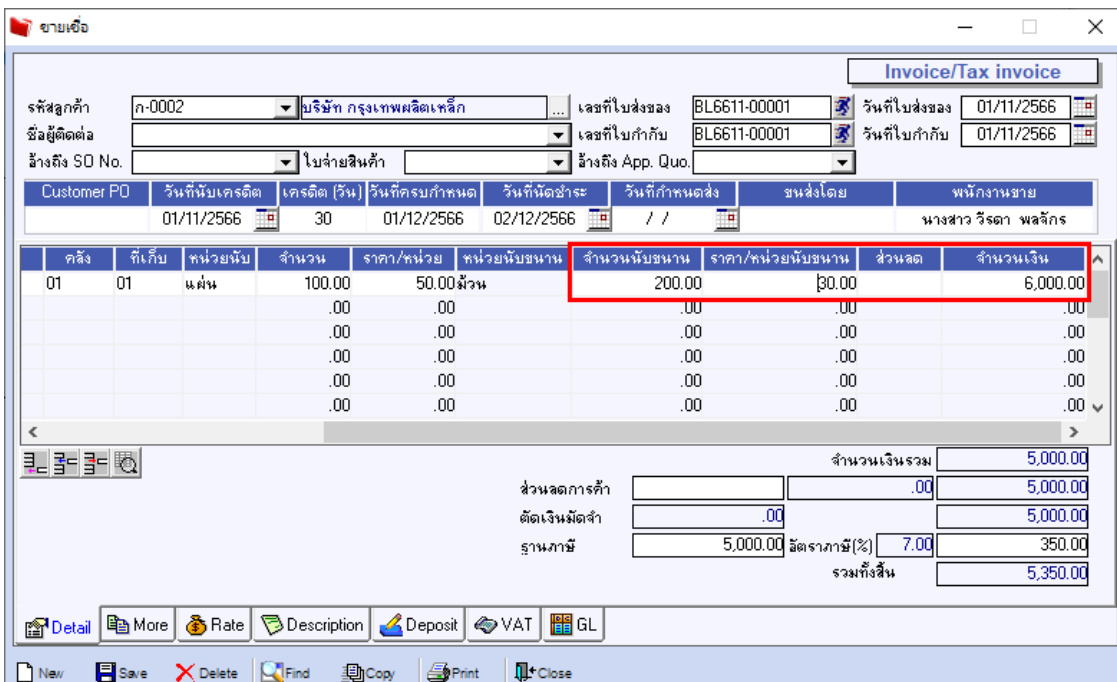 ขายเชื่อ
Invoice/Tax invoice
รหัสลูกค้า ก-0002 บริษัท กรุงเทพผลิตเหล็ก ... เลขที่ใบส่งของ BL6611-00001 วันที่ใบส่งของ 01/11/2566
ชื่อผู้ติดต่อ เลขที่ใบกำกับ BL6611-00001 วันที่ใบกำกับ 01/11/2566
อ้างถึง SO No. ใบจ่ายสินค้า อ้างถึง App. Quo.
Customer PO วันที่นับเครดิต เครดิต (วัน) วันที่ครบกำหนด วันที่นัดชำระ วันที่กำหนดส่ง ขนส่งโดย พนักงานขาย
01/11/2566 30 01/12/2566 02/12/2566 / / นางสาว วิรดา พลจักร
คลัง ที่เก็บ หน่วยนับ จำนวน ราคา/หน่วย หน่วยนับขนาน จำนวนนับขนาน ราคา/หน่วยนับขนาน ส่วนลด จำนวนเงิน
01 01 แผ่น 100.00 50.00 ม้วน 200.00 30.00 6,000.00
.00 .00 .00 .00 .00
.00 .00 .00 .00 .00
.00 .00 .00 .00 .00
.00 .00 .00 .00 .00
.00 .00 .00 .00 .00
จำนวนเงินรวม 5,000.00
ส่วนลดการค้า .00 5,000.00
ตัดเงินมัดจำ .00 5,000.00
ฐานภาษี 5,000.00 อัตราภาษี(%) 7.00 350.00
รวมทั้งสิ้น 5,350.00
Detail More Rate Description Deposit VAT GL
New Save Delete Find Copy Print Close